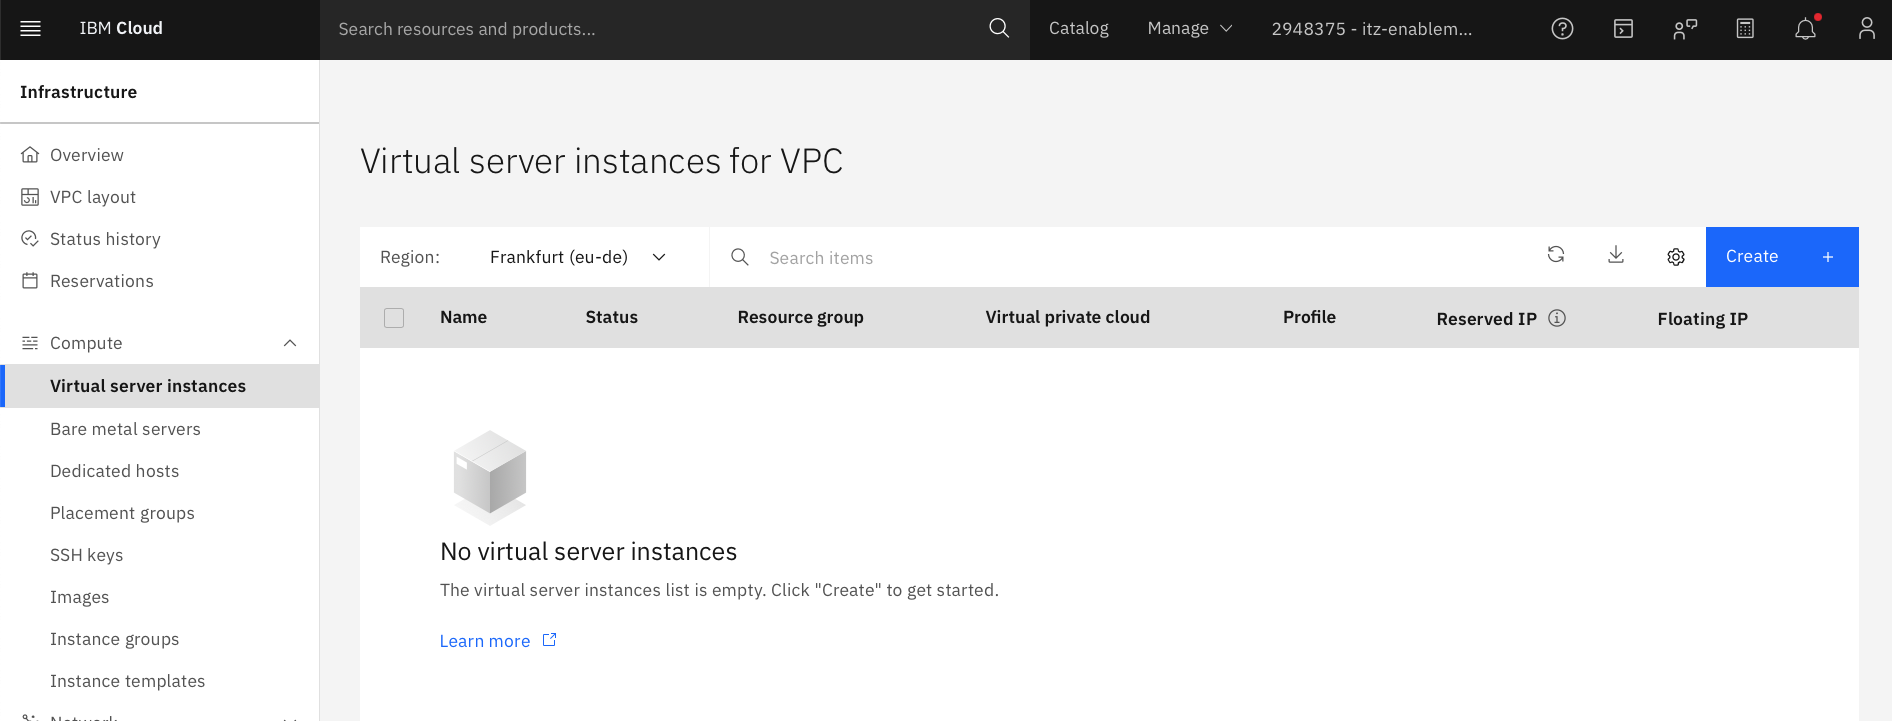 IBM Cloud
Search resources and products...
Catalog
Manage
2948375 - itz-enablem...
Infrastructure
Overview
VPC layout
Status history
Reservations
Compute
Virtual server instances
Bare metal servers
Dedicated hosts
Placement groups
SSH keys
Images
Instance groups
Instance templates
Network
Virtual server instances for VPC
Region:
Frankfurt (eu-de)
Search items
Create +
Name
Status
Resource group
Virtual private cloud
Profile
Reserved IP
Floating IP
No virtual server instances
The virtual server instances list is empty. Click "Create" to get started.
Learn more